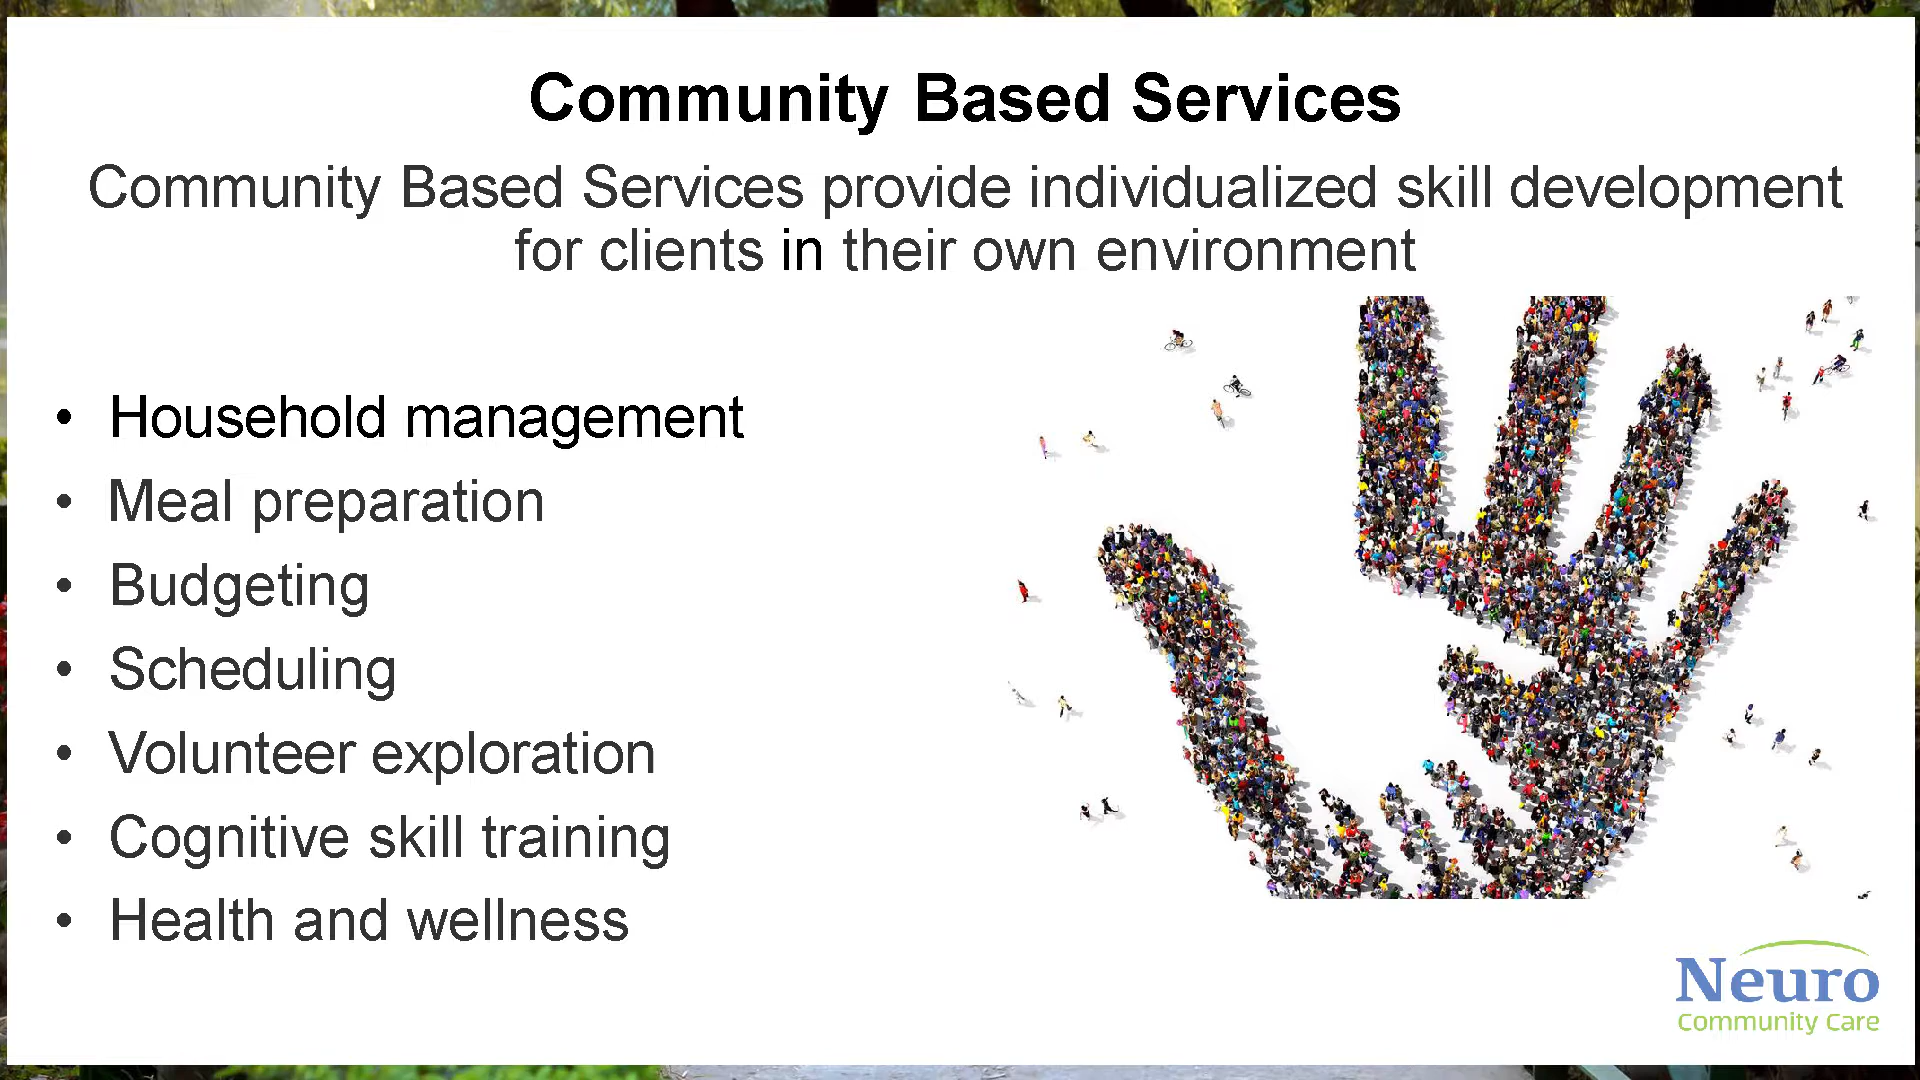 Community Based Services
Community Based Services provide individualized skill development
for clients in their own environment
• Household management
• Meal preparation
• Budgeting
• Scheduling
• Volunteer exploration
• Cognitive skill training
• Health and wellness
Neuro
Community Care